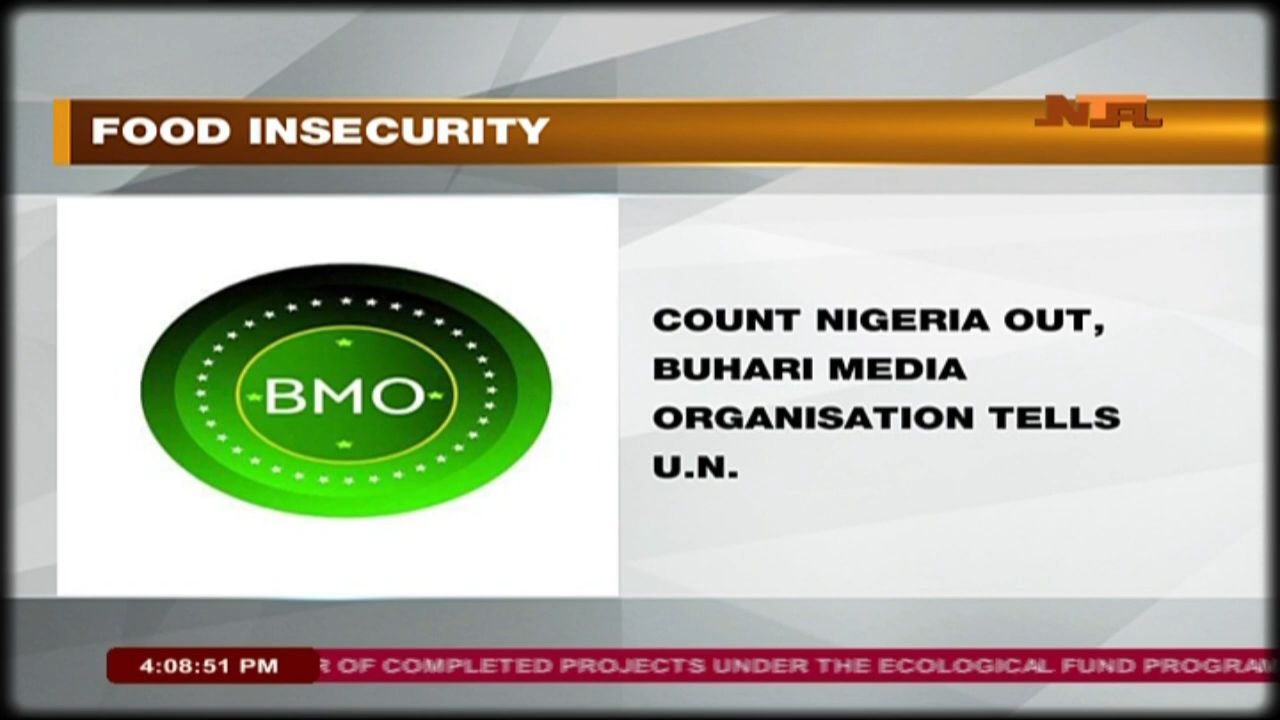 FOOD INSECURITY
NTA
BMO
COUNT NIGERIA OUT,
BUHARI MEDIA
ORGANISATION TELLS
U.N.
4:08:51 PM
OF COMPLETED PROJECTS UNDER THE ECOLOGICAL FUND